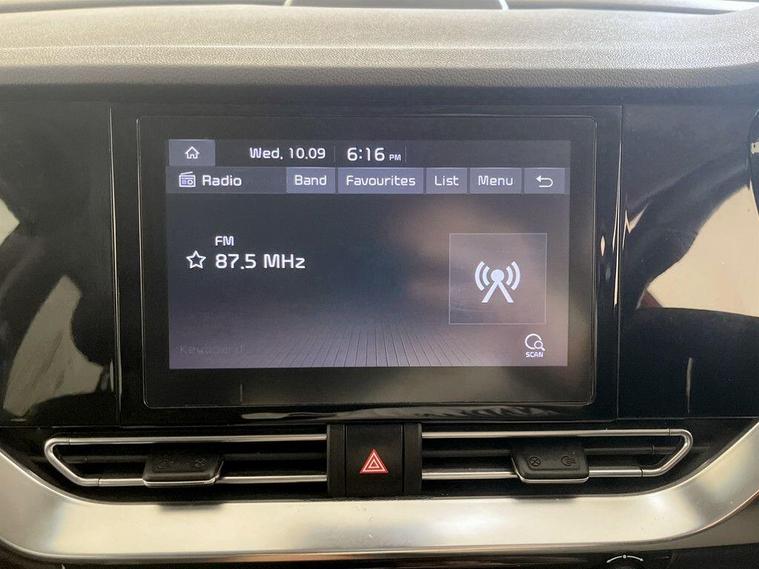 Wed, 10.09 6:16 PM
Radio Band Favourites List Menu
FM
87.5 MHz
SCAN